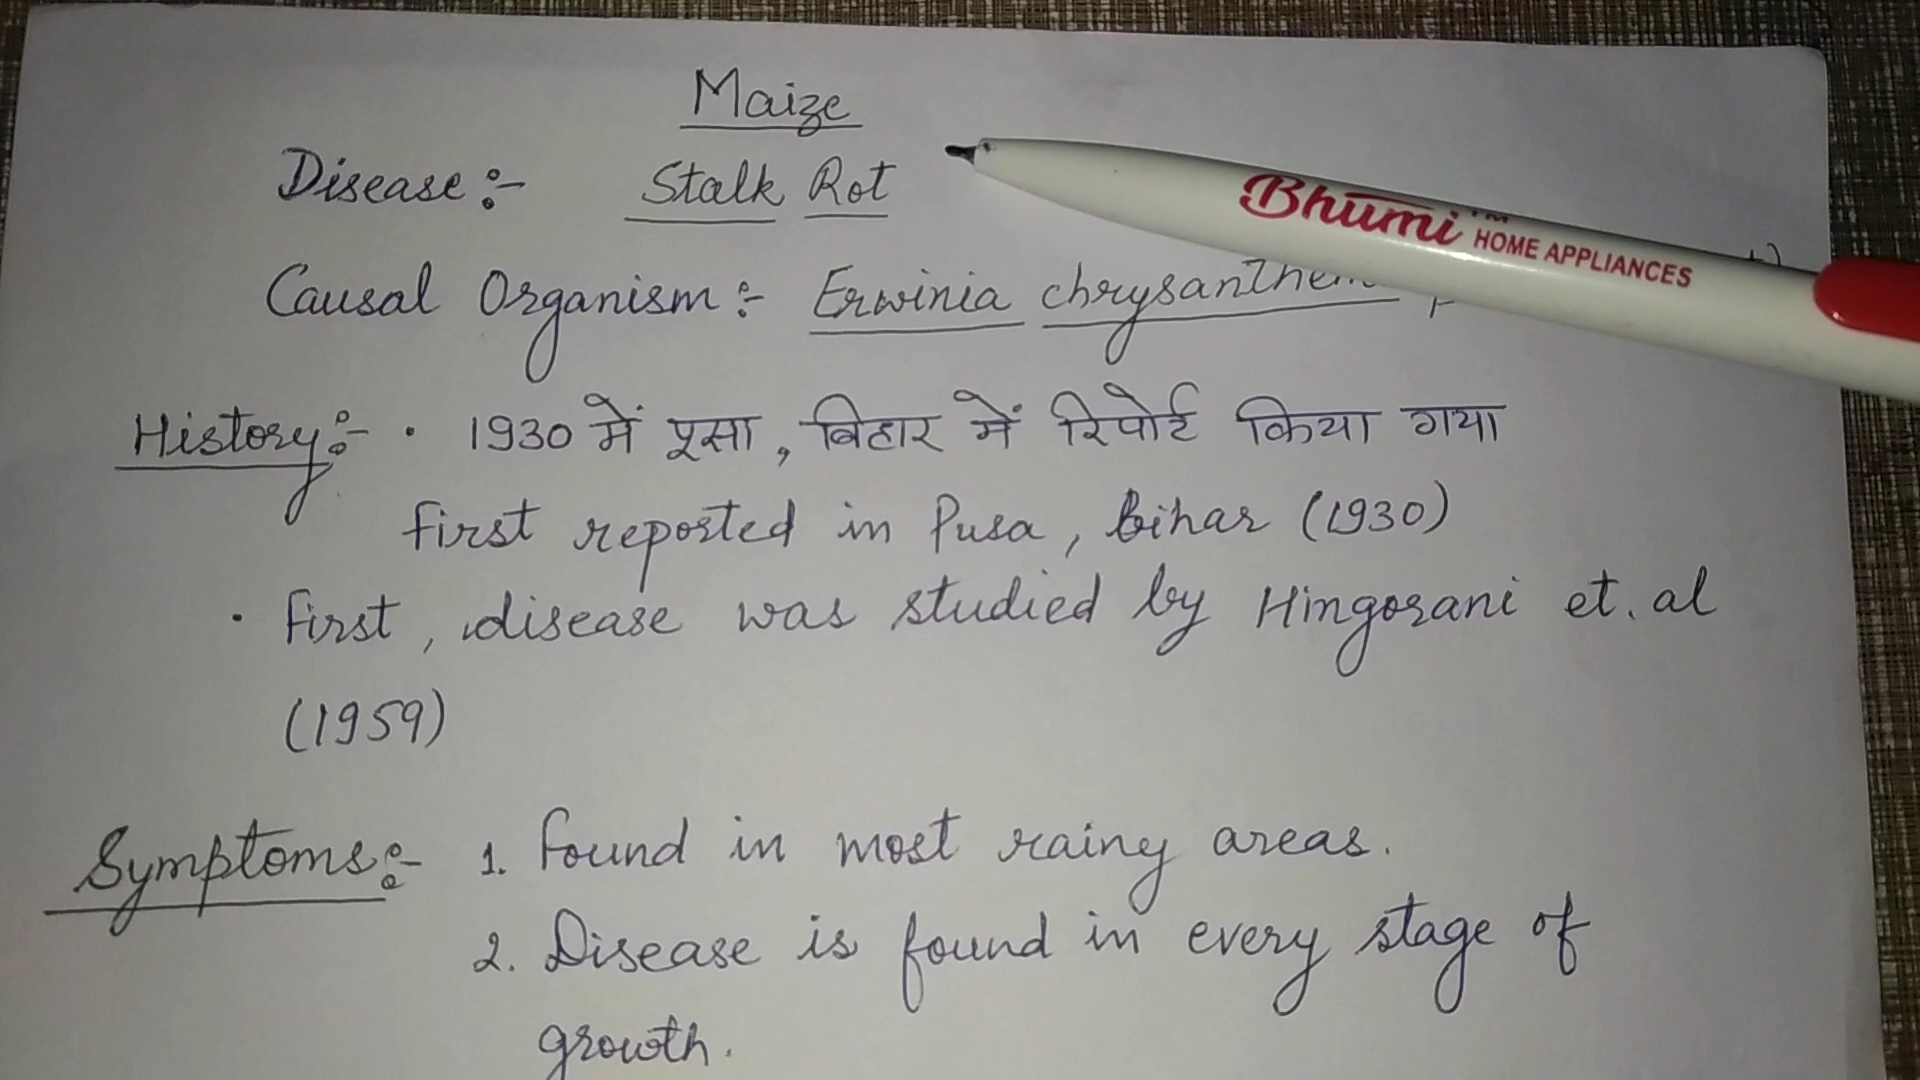 Maize
Disease:- Stalk Rot
Bhumi™ HOME APPLIANCES
Causal Organism:- Erwinia
History:- • 1930 में पूसा, बिहार में रिपोर्ट किया गया
First reported in Pusa, Bihar (1930)
• First, disease was studied by Hingorani et. al
(1959)
Symptoms:- 1. Found in most rainy areas.
2. Disease is found in every stage of
growth.